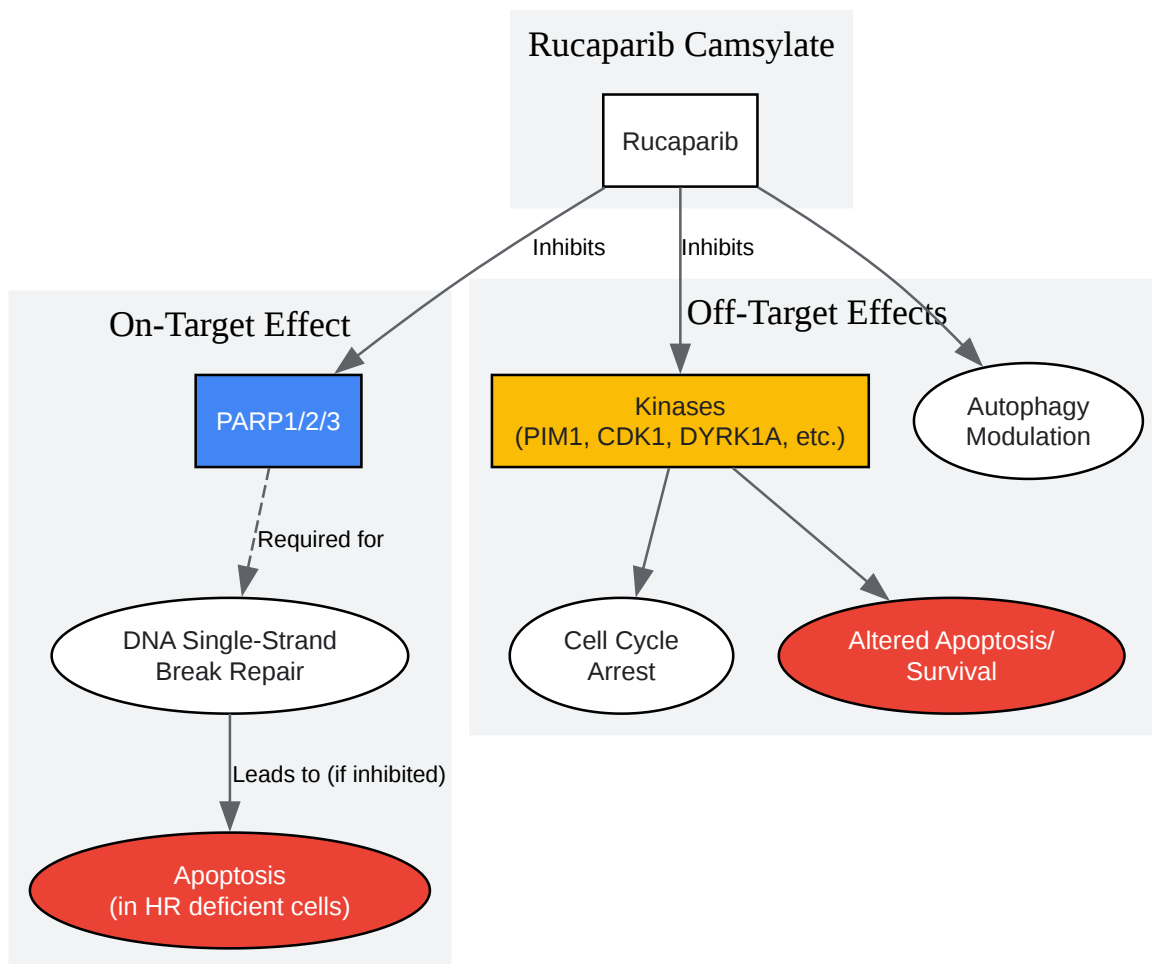 Rucaparib Camsylate
Rucaparib
Inhibits
Inhibits
On-Target Effect
Off-Target Effects
PARP1/2/3
Kinases
(PIM1, CDK1, DYRK1A, etc.)
Autophagy
Modulation
Required for
DNA Single-Strand
Break Repair
Cell Cycle
Arrest
Altered Apoptosis/
Survival
Leads to (if inhibited)
Apoptosis
(in HR deficient cells)